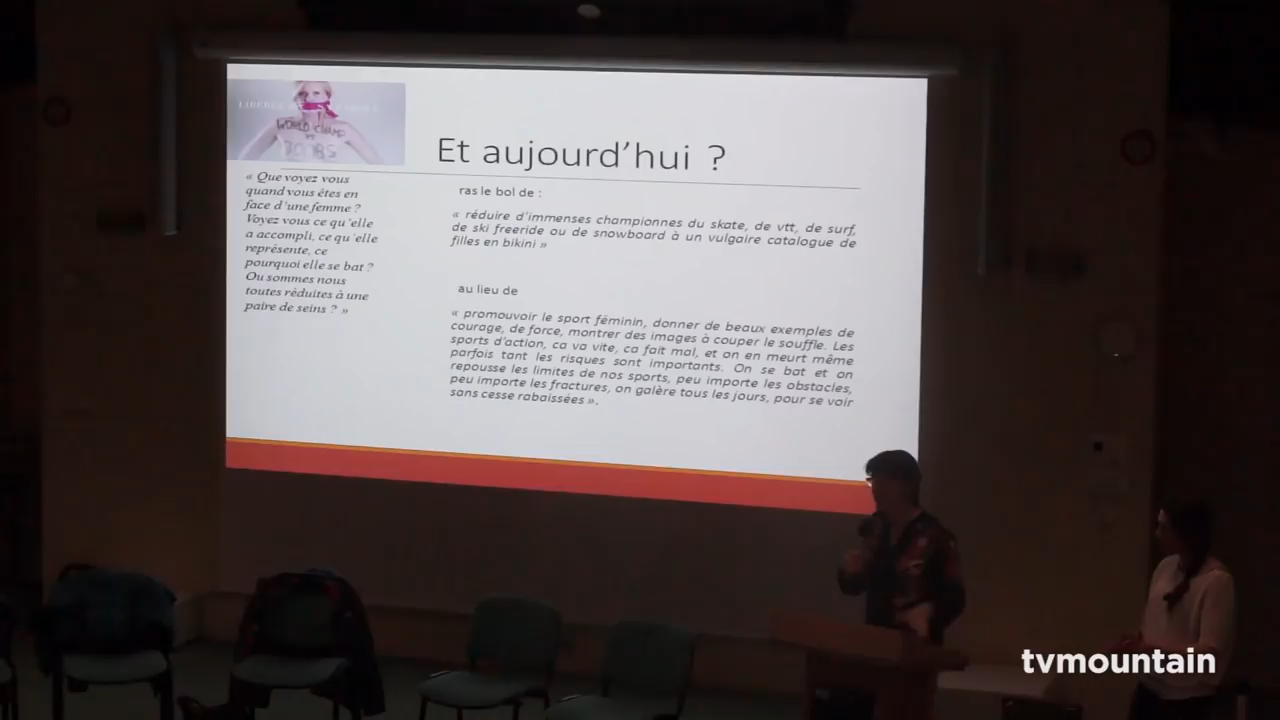 WORLD CHAMP
Et aujourd’hui ?
« Que voyez vous
quand vous êtes en
face d’une femme ?
Voyez vous ce qu’elle
a accompli, ce qu’elle
représente, ce
pourquoi elle se bat ?
Ou sommes nous
toutes réduites à une
paire de seins ? »
ras le bol de :
« réduire d’immenses championnes du skate, de vtt, de surf,
de ski freeride ou de snowboard à un vulgaire catalogue de
filles en bikini »
au lieu de
« promouvoir le sport féminin, donner de beaux exemples de
courage, de force, montrer des images à couper le souffle. Les
sports d’action, ca va vite, ca fait mal, et on en meurt même
parfois tant les risques sont importants. On se bat et on
repousse les limites de nos sports, peu importe les obstacles,
peu importe les fractures, on galère tous les jours, pour se voir
sans cesse rabaissées ».
tvmountain